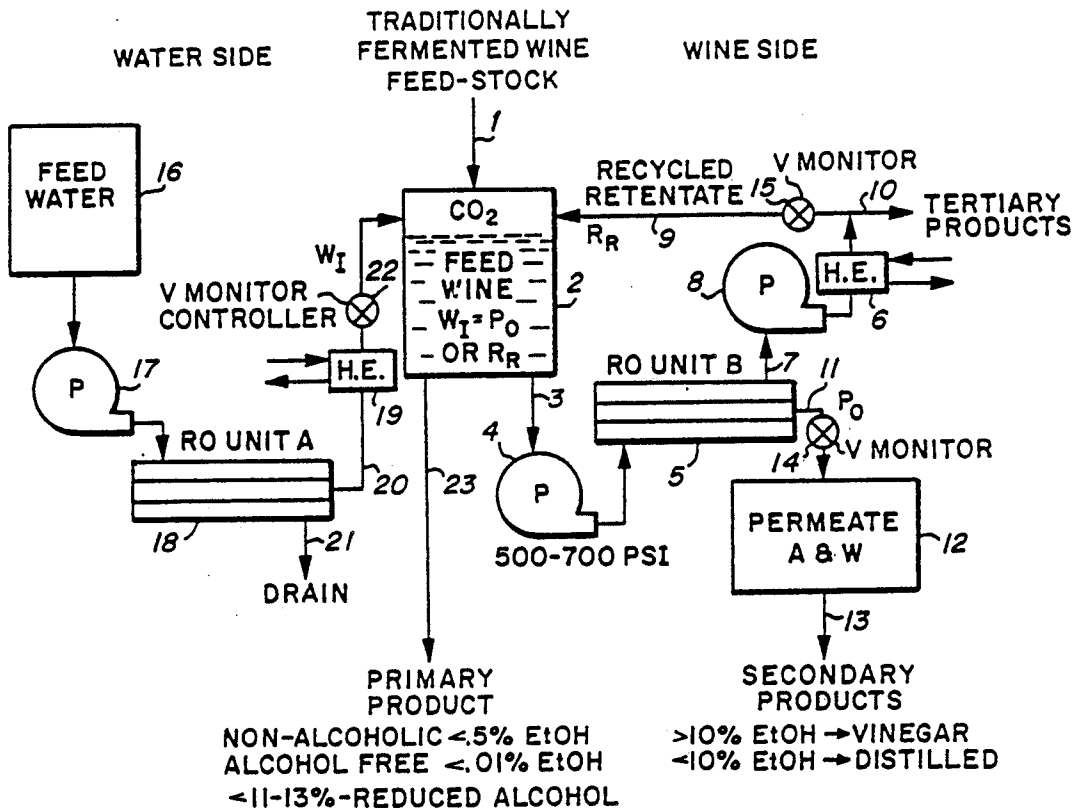 TRADITIONALLY
FERMENTED WINE
FEED-STOCK
WATER SIDE
WINE SIDE
1
FEED
WATER
16
CO2
RECYCLED
RETENTATE
15
V MONITOR
10
TERTIARY
PRODUCTS
RR
9
WI
22
V MONITOR
CONTROLLER
FEED
WINE
WI=PO
OR RR
2
8
P
H.E.
6
17
P
H.E.
19
3
RO UNIT B
7
11
PO
RO UNIT A
4
P
5
14
V MONITOR
20
23
18
21
DRAIN
500-700 PSI
PERMEATE
A & W
12
13
PRIMARY
PRODUCT
NON-ALCOHOLIC <.5% EtOH
ALCOHOL FREE <.01% EtOH
<11-13%-REDUCED ALCOHOL
SECONDARY
PRODUCTS
>10% EtOH→VINEGAR
<10% EtOH→DISTILLED